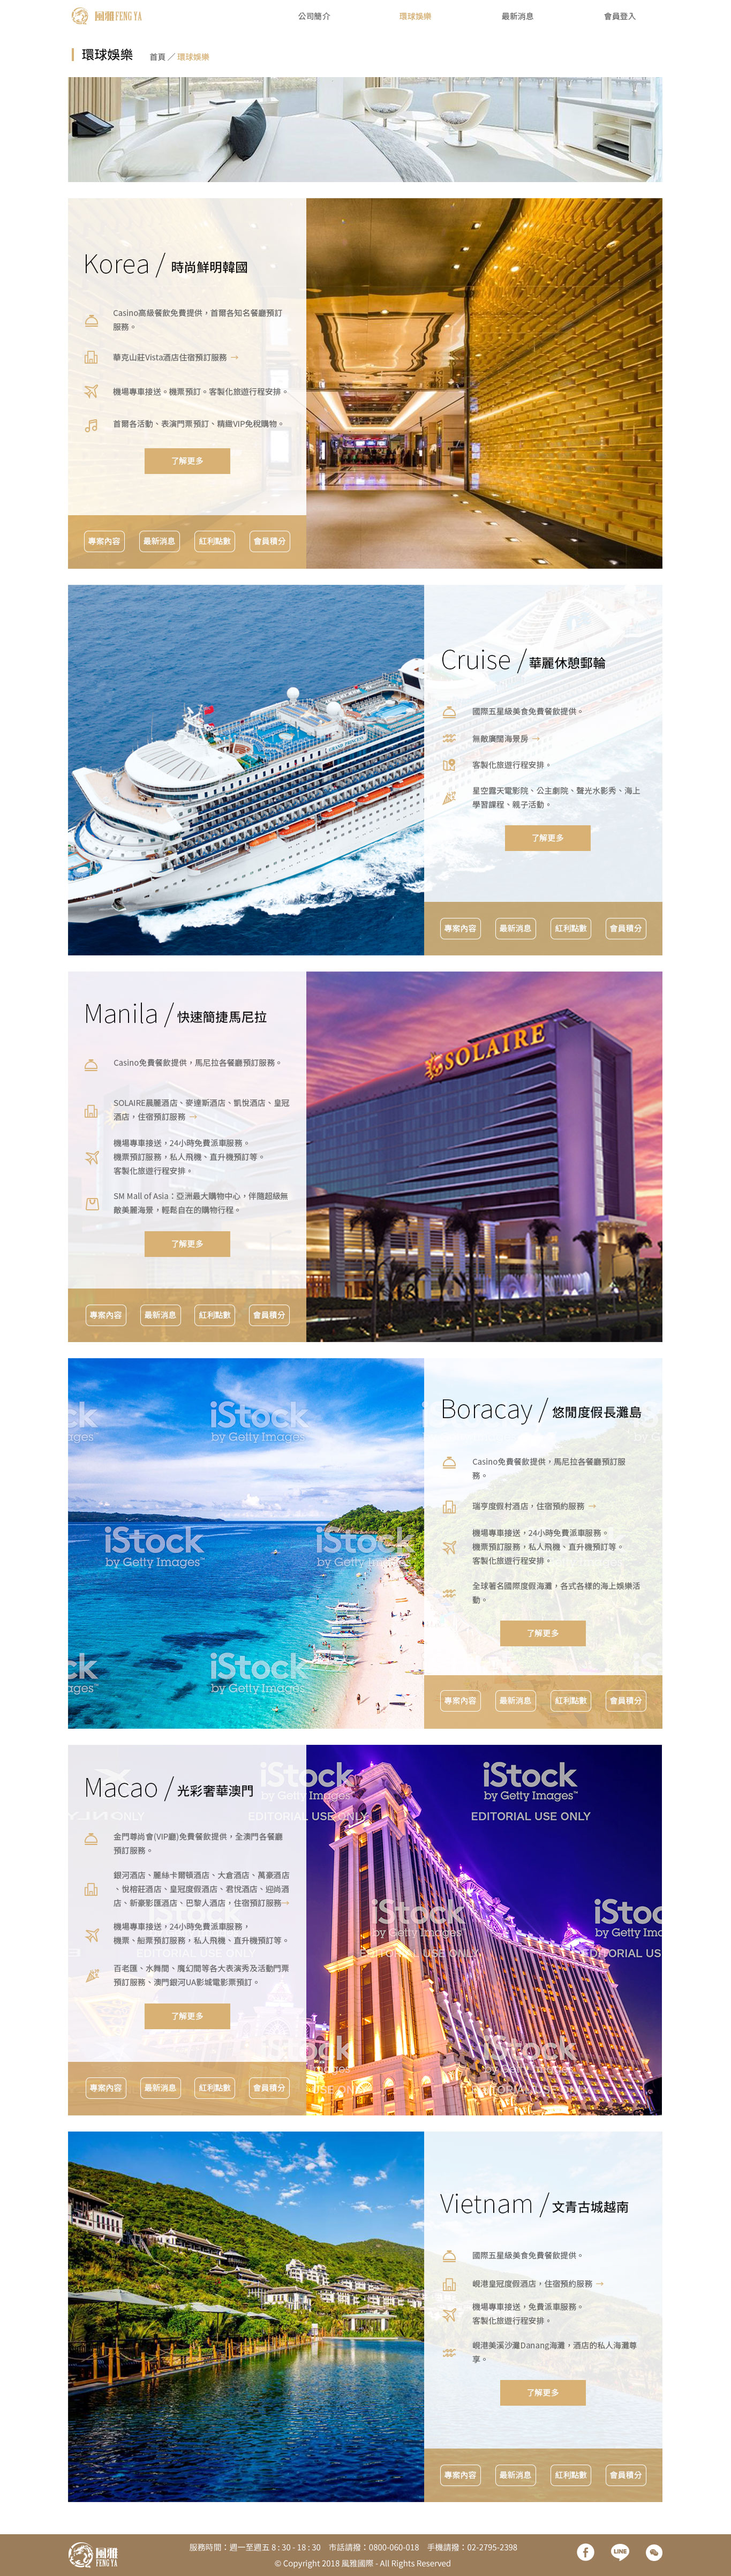 風雅 FENG YA
公司簡介
環球娛樂
最新消息
會員登入
環球娛樂
首頁 ／ 環球娛樂
Korea / 時尚鮮明韓國
Casino高級餐飲免費提供，首爾各知名餐廳預訂
服務。
華克山莊Vista酒店住宿預訂服務 →
機場專車接送。機票預訂。客製化旅遊行程安排。
首爾各活動、表演門票預訂、精緻VIP免稅購物。
了解更多
專案內容
最新消息
紅利點數
會員積分
Cruise / 華麗休憩郵輪
國際五星級美食免費餐飲提供。
無敵廣闊海景房 →
客製化旅遊行程安排。
星空露天電影院、公主劇院、聲光水影秀、海上
學習課程、親子活動。
了解更多
專案內容
最新消息
紅利點數
會員積分
Manila / 快速簡捷馬尼拉
Casino免費餐飲提供，馬尼拉各餐廳預訂服務。
SOLAIRE晨麗酒店、麥達斯酒店、凱悅酒店、皇冠
酒店，住宿預訂服務 →
機場專車接送，24小時免費派車服務。
機票預訂服務，私人飛機、直升機預訂等。
客製化旅遊行程安排。
SM Mall of Asia：亞洲最大購物中心，伴隨超級無
敵美麗海景，輕鬆自在的購物行程。
了解更多
專案內容
最新消息
紅利點數
會員積分
SOLAIRE
iStock
by Getty Images™
iStock
by Getty Images™
iStock
by Getty Images™
iStock
by Getty Images
Boracay / 悠閒度假長灘島
Casino免費餐飲提供，馬尼拉各餐廳預訂服
務。
瑞亨度假村酒店，住宿預約服務 →
機場專車接送，24小時免費派車服務。
機票預訂服務，私人飛機、直升機預訂等。
客製化旅遊行程安排。
全球著名國際度假海灘，各式各樣的海上娛樂活
動。
了解更多
專案內容
最新消息
紅利點數
會員積分
Macao / 光彩奢華澳門
金門尊尚會(VIP廳)免費餐飲提供，全澳門各餐廳
預訂服務。
銀河酒店、麗絲卡爾頓酒店、大倉酒店、萬豪酒店
、悅榕莊酒店、皇冠度假酒店、君悅酒店、迎尚酒
店、新豪影匯酒店、巴黎人酒店，住宿預訂服務→
機場專車接送，24小時免費派車服務，
機票、船票預訂服務，私人飛機、直升機預訂等。
百老匯、水舞間、魔幻間等各大表演秀及活動門票
預訂服務、澳門銀河UA影城電影票預訂。
了解更多
專案內容
最新消息
紅利點數
會員積分
iStock
by Getty Images
EDITORIAL USE ONLY
iStock
by Getty Images™
EDITORIAL USE ONLY
iStock
by Getty Images™
EDITORIAL USE ONLY
Vietnam / 文青古城越南
國際五星級美食免費餐飲提供。
峴港皇冠度假酒店，住宿預約服務 →
機場專車接送，免費派車服務。
客製化旅遊行程安排。
峴港美溪沙灘Danang海灘，酒店的私人海灘尊
享。
了解更多
專案內容
最新消息
紅利點數
會員積分
風雅
FENG YA
服務時間：週一至週五 8 : 30 - 18 : 30 市話請撥：0800-060-018 手機請撥：02-2795-2398
© Copyright 2018 風雅國際 - All Rights Reserved
LINE